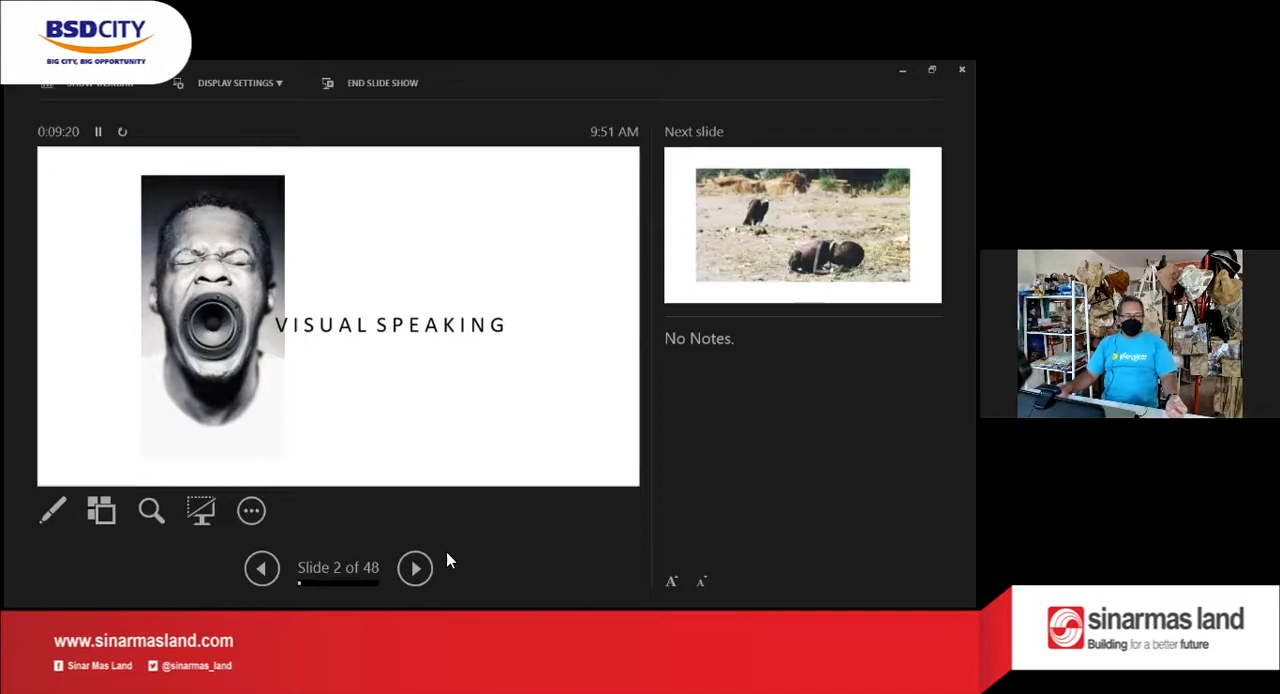 BSDCITY
BIG CITY, BIG OPPORTUNITY
DISPLAY SETTINGS
END SLIDE SHOW
0:09:20
9:51 AM
Next slide
VISUAL SPEAKING
No Notes.
Slide 2 of 48
A A
www.sinarmasland.com
Sinar Mas Land
@sinarmas_land
sinarmas land
Building for a better future